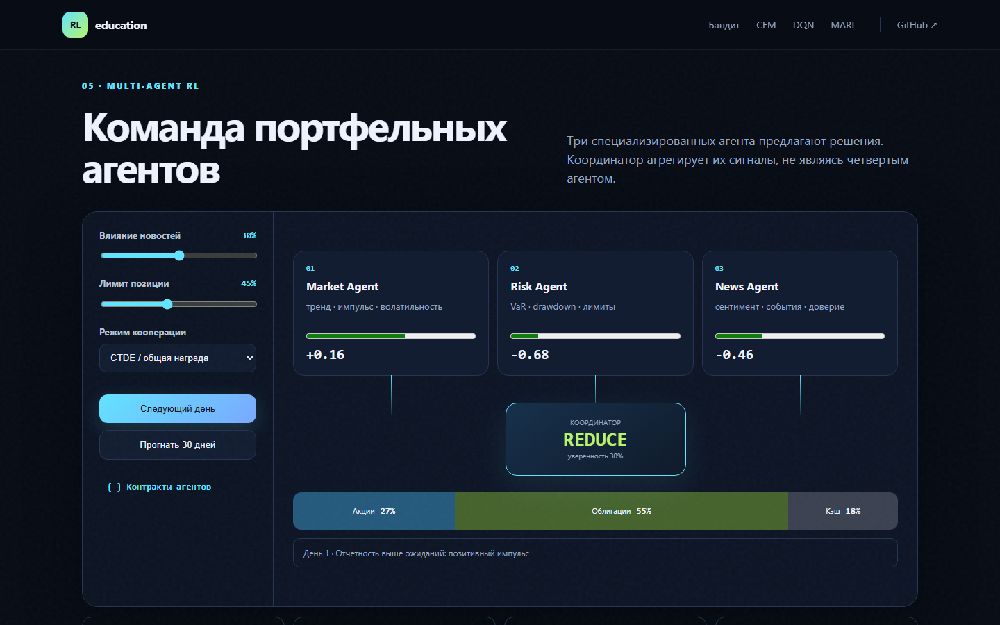 RL education
Бандит CEM DQN MARL GitHub ↗
05 · MULTI-AGENT RL
Команда портфельных
агентов
Три специализированных агента предлагают решения.
Координатор агрегирует их сигналы, не являясь четвертым
агентом.
Влияние новостей 30%
Лимит позиции 45%
Режим кооперации
CTDE / общая награда
Следующий день
Прогнать 30 дней
{ } Контракты агентов
01
Market Agent
тренд · импульс · волатильность
+0.16
02
Risk Agent
VaR · drawdown · лимиты
-0.68
03
News Agent
сентимент · события · доверие
-0.46
КООРДИНАТОР
REDUCE
уверенность 30%
Акции 27% Облигации 55% Кэш 18%
День 1 · Отчётность выше ожиданий: позитивный импульс